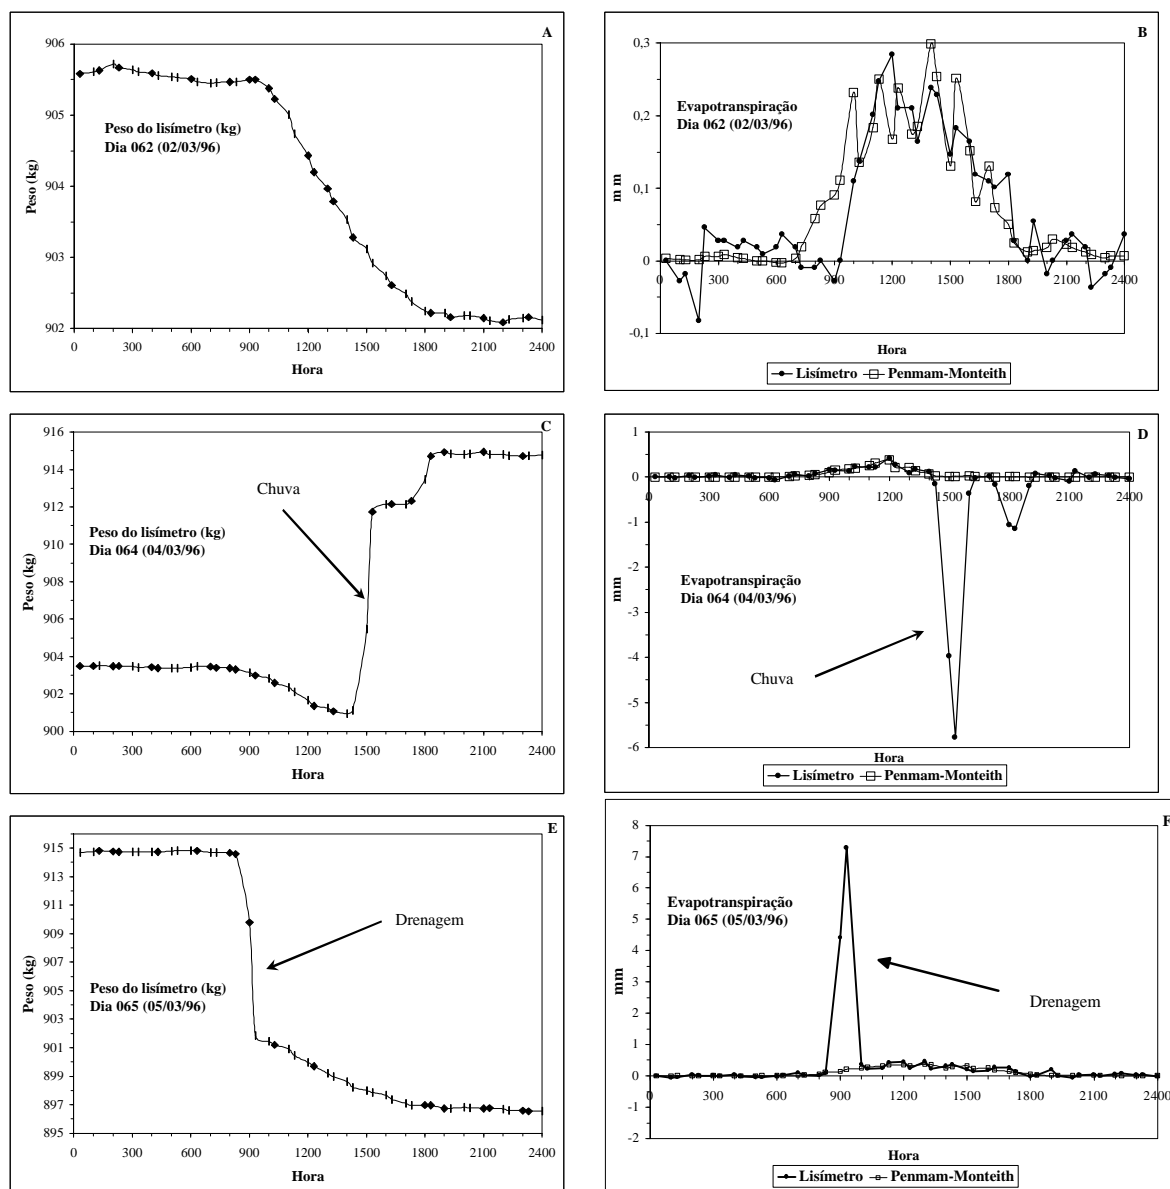 A
906
905
904
903
902
Peso (kg)
Peso do lisímetro (kg)
Dia 062 (02/03/96)
0 300 600 900 1200 1500 1800 2100 2400
Hora
B
0,3
0,2
0,1
0
-0,1
m m
Evapotranspiração
Dia 062 (02/03/96)
0 300 600 900 1200 1500 1800 2100 2400
Hora
Lisímetro Penmam-Monteith
C
916
914
912
910
908
906
904
902
900
Peso (kg)
Chuva
Peso do lisímetro (kg)
Dia 064 (04/03/96)
0 300 600 900 1200 1500 1800 2100 2400
Hora
D
1
0
-1
-2
-3
-4
-5
-6
mm
0 300 600 900 1200 1500 1800 2100 2400
Evapotranspiração
Dia 064 (04/03/96)
Chuva
Hora
Lisímetro Penmam-Monteith
E
915
913
911
909
907
905
903
901
899
897
895
Peso (kg)
Drenagem
Peso do lisímetro (kg)
Dia 065 (05/03/96)
0 300 600 900 1200 1500 1800 2100 2400
Hora
F
8
7
6
5
4
3
2
1
0
-1
-2
mm
Evapotranspiração
Dia 065 (05/03/96)
Drenagem
0 300 600 900 1200 1500 1800 2100 2400
Hora
Lisímetro Penmam-Monteith